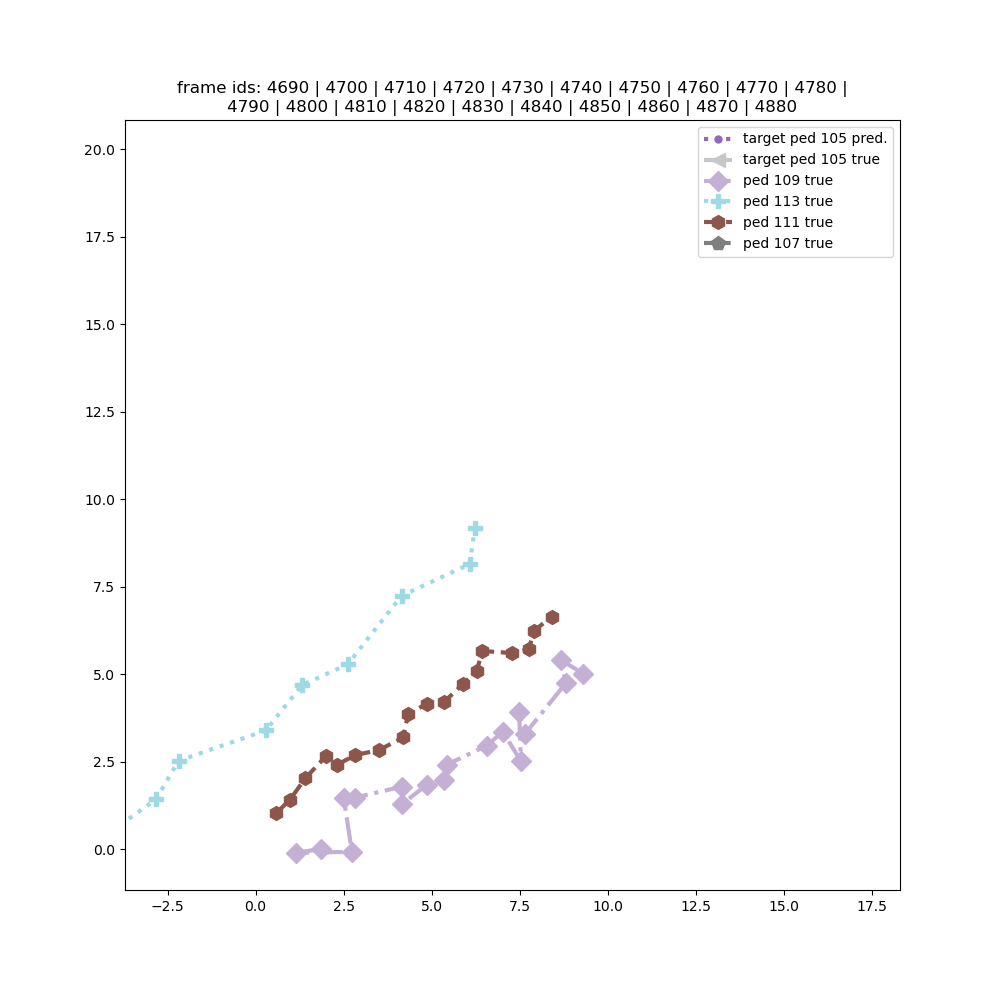 frame ids: 4690 | 4700 | 4710 | 4720 | 4730 | 4740 | 4750 | 4760 | 4770 | 4780 |
4790 | 4800 | 4810 | 4820 | 4830 | 4840 | 4850 | 4860 | 4870 | 4880
target ped 105 pred.
target ped 105 true
ped 109 true
ped 113 true
ped 111 true
ped 107 true
20.0
17.5
15.0
12.5
10.0
7.5
5.0
2.5
0.0
−2.5 0.0 2.5 5.0 7.5 10.0 12.5 15.0 17.5